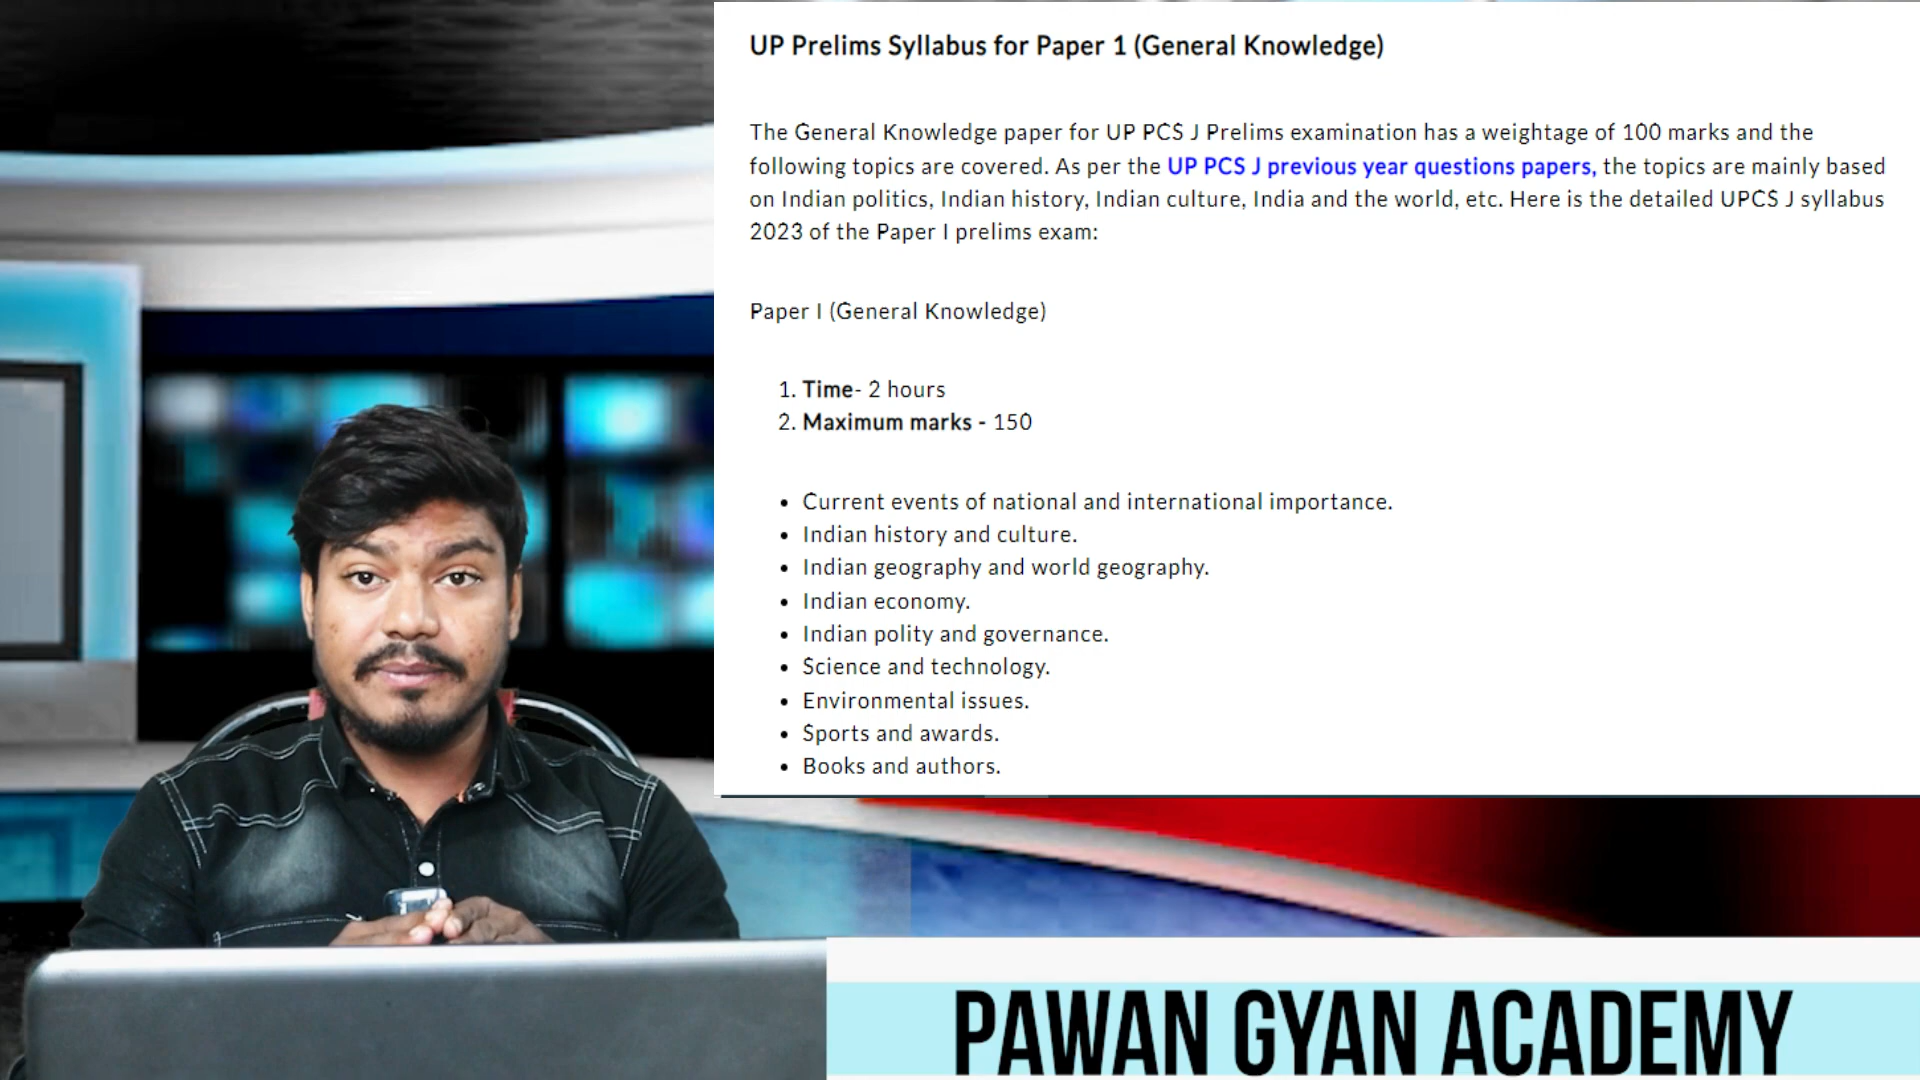 UP Prelims Syllabus for Paper 1 (General Knowledge)
The General Knowledge paper for UP PCS J Prelims examination has a weightage of 100 marks and the
following topics are covered. As per the UP PCS J previous year questions papers, the topics are mainly based
on Indian politics, Indian history, Indian culture, India and the world, etc. Here is the detailed UPCS J syllabus
2023 of the Paper I prelims exam:
Paper I (General Knowledge)
1. Time- 2 hours
2. Maximum marks - 150
• Current events of national and international importance.
• Indian history and culture.
• Indian geography and world geography.
• Indian economy.
• Indian polity and governance.
• Science and technology.
• Environmental issues.
• Sports and awards.
• Books and authors.
PAWAN GYAN ACADEMY